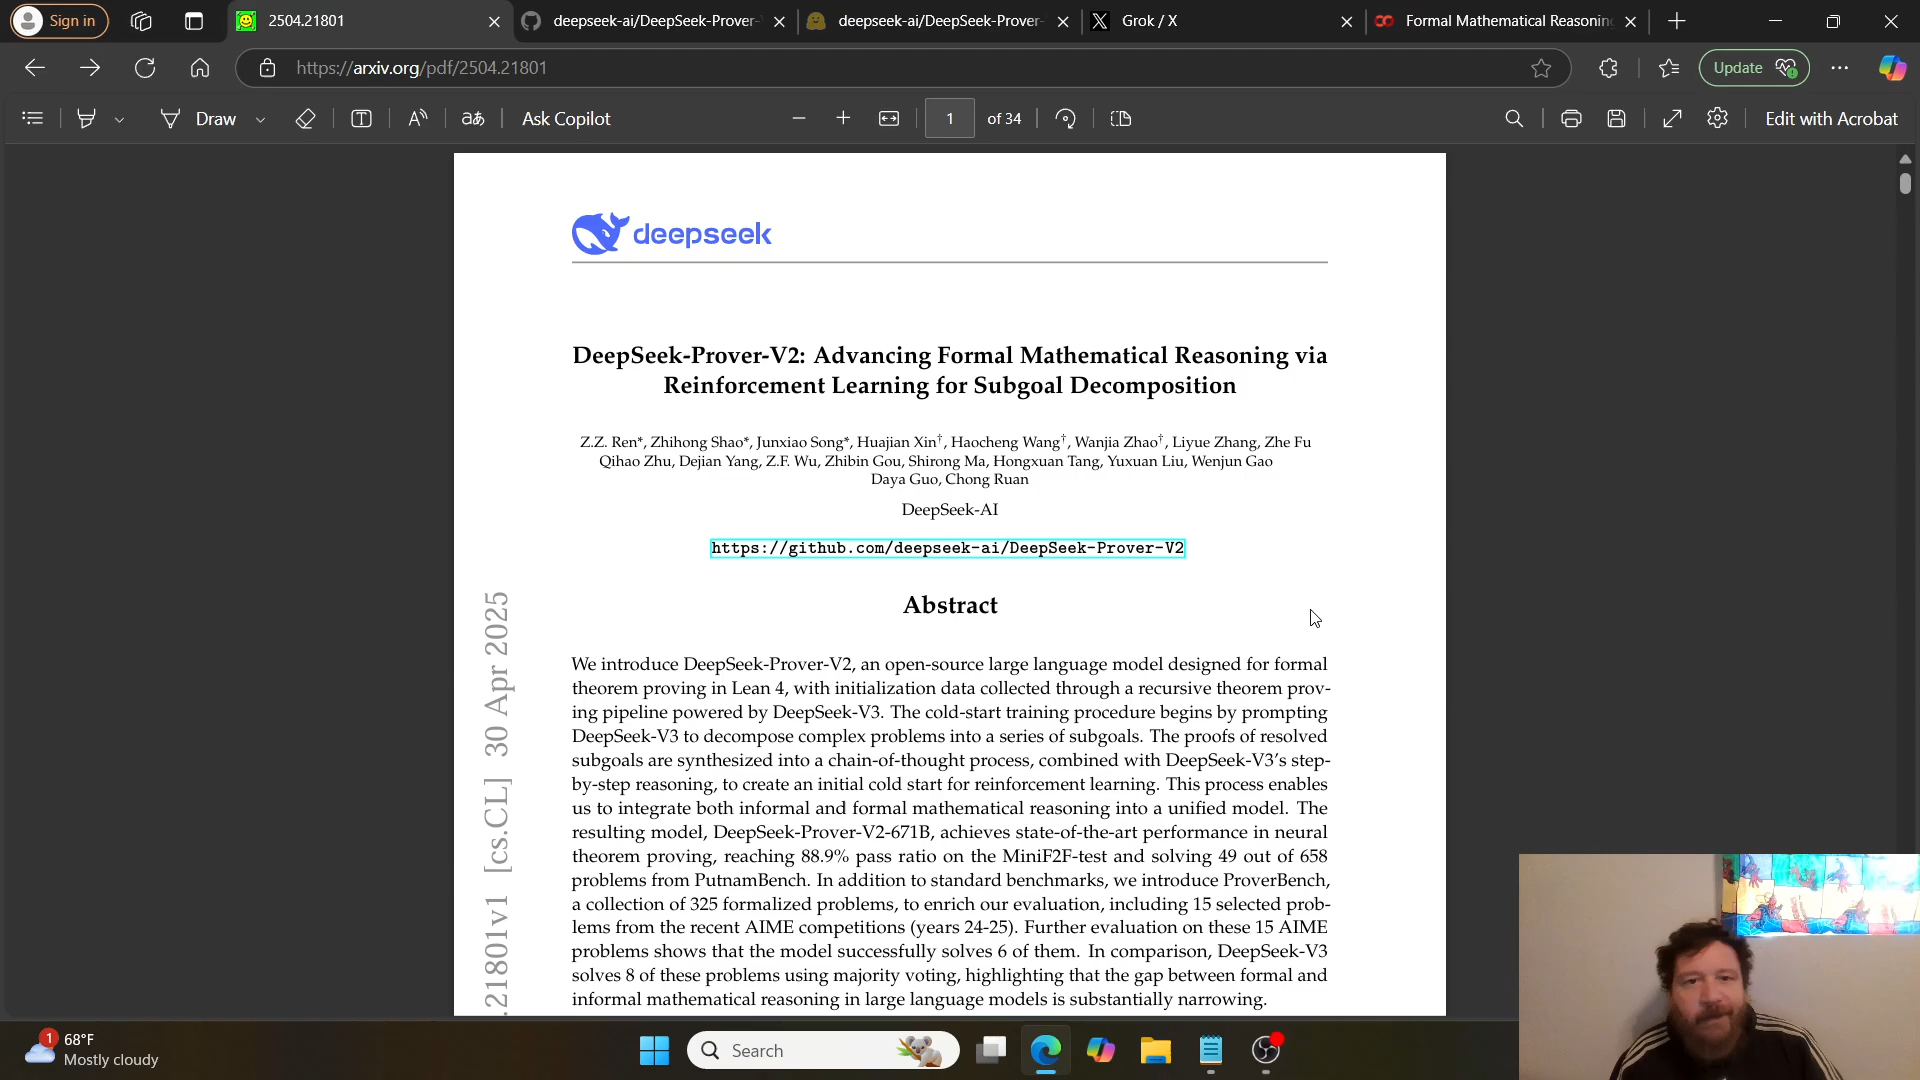 Sign in
2504.21801
deepseek-ai/DeepSeek-Prover-
deepseek-ai/DeepSeek-Prover-
Grok / X
Formal Mathematical Reasoning
https://arxiv.org/pdf/2504.21801
Update
Draw
aあ
Ask Copilot
1 of 34
Edit with Acrobat
deepseek
DeepSeek-Prover-V2: Advancing Formal Mathematical Reasoning via
Reinforcement Learning for Subgoal Decomposition
Z.Z. Ren*, Zhihong Shao*, Junxiao Song*, Huajian Xin†, Haocheng Wang†, Wanjia Zhao†, Liyue Zhang, Zhe Fu
Qihao Zhu, Dejian Yang, Z.F. Wu, Zhibin Gou, Shirong Ma, Hongxuan Tang, Yuxuan Liu, Wenjun Gao
Daya Guo, Chong Ruan
DeepSeek-AI
https://github.com/deepseek-ai/DeepSeek-Prover-V2
Abstract
We introduce DeepSeek-Prover-V2, an open-source large language model designed for formal
theorem proving in Lean 4, with initialization data collected through a recursive theorem prov-
ing pipeline powered by DeepSeek-V3. The cold-start training procedure begins by prompting
DeepSeek-V3 to decompose complex problems into a series of subgoals. The proofs of resolved
subgoals are synthesized into a chain-of-thought process, combined with DeepSeek-V3's step-
by-step reasoning, to create an initial cold start for reinforcement learning. This process enables
us to integrate both informal and formal mathematical reasoning into a unified model. The
resulting model, DeepSeek-Prover-V2-671B, achieves state-of-the-art performance in neural
theorem proving, reaching 88.9% pass ratio on the MiniF2F-test and solving 49 out of 658
problems from PutnamBench. In addition to standard benchmarks, we introduce ProverBench,
a collection of 325 formalized problems, to enrich our evaluation, including 15 selected prob-
lems from the recent AIME competitions (years 24-25). Further evaluation on these 15 AIME
problems shows that the model successfully solves 6 of them. In comparison, DeepSeek-V3
solves 8 of these problems using majority voting, highlighting that the gap between formal and
informal mathematical reasoning in large language models is substantially narrowing.
.21801v1 [cs.CL] 30 Apr 2025
1
68°F
Mostly cloudy
Search